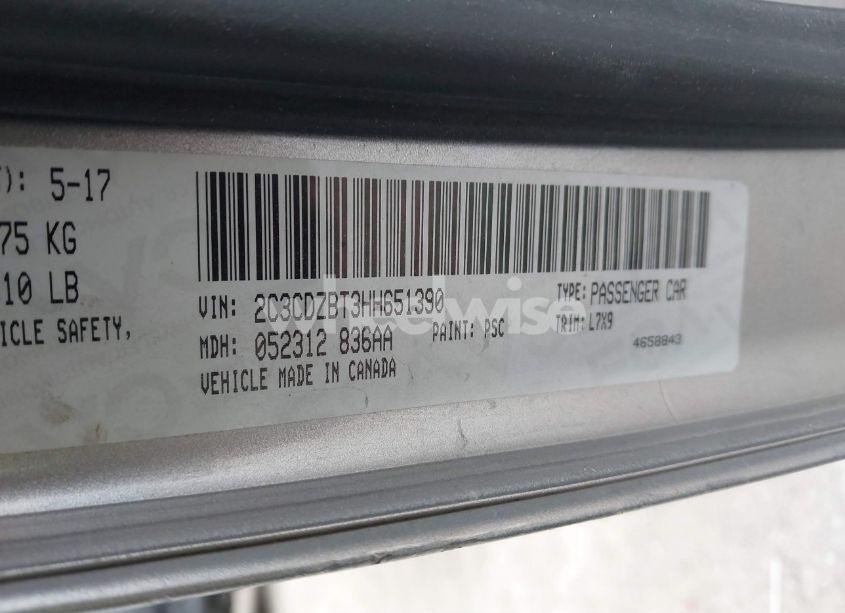 ): 5-17
75 KG
10 LB
ICLE SAFETY,
VIN: 2C3CDZBT3HH651390
TYPE: PASSENGER CAR
MDH: 052312 836AA
PAINT: PSC
TRIM: L7X9
4658843
VEHICLE MADE IN CANADA
wheelwise